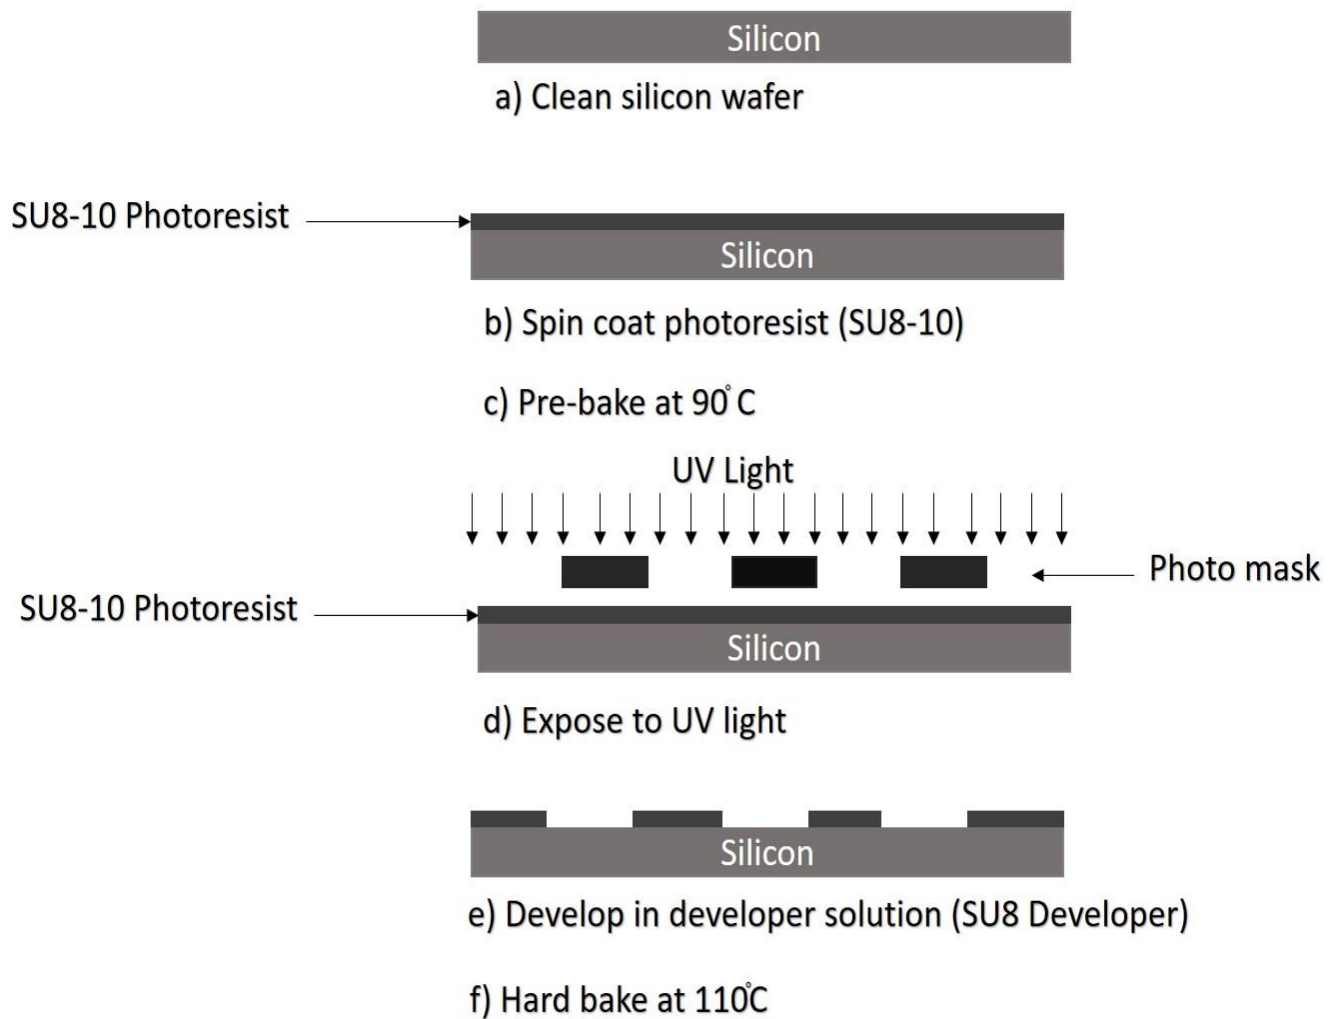 Silicon
a) Clean silicon wafer
SU8-10 Photoresist
Silicon
b) Spin coat photoresist (SU8-10)
c) Pre-bake at 90° C
UV Light
Photo mask
SU8-10 Photoresist
Silicon
d) Expose to UV light
Silicon
e) Develop in developer solution (SU8 Developer)
f) Hard bake at 110°C